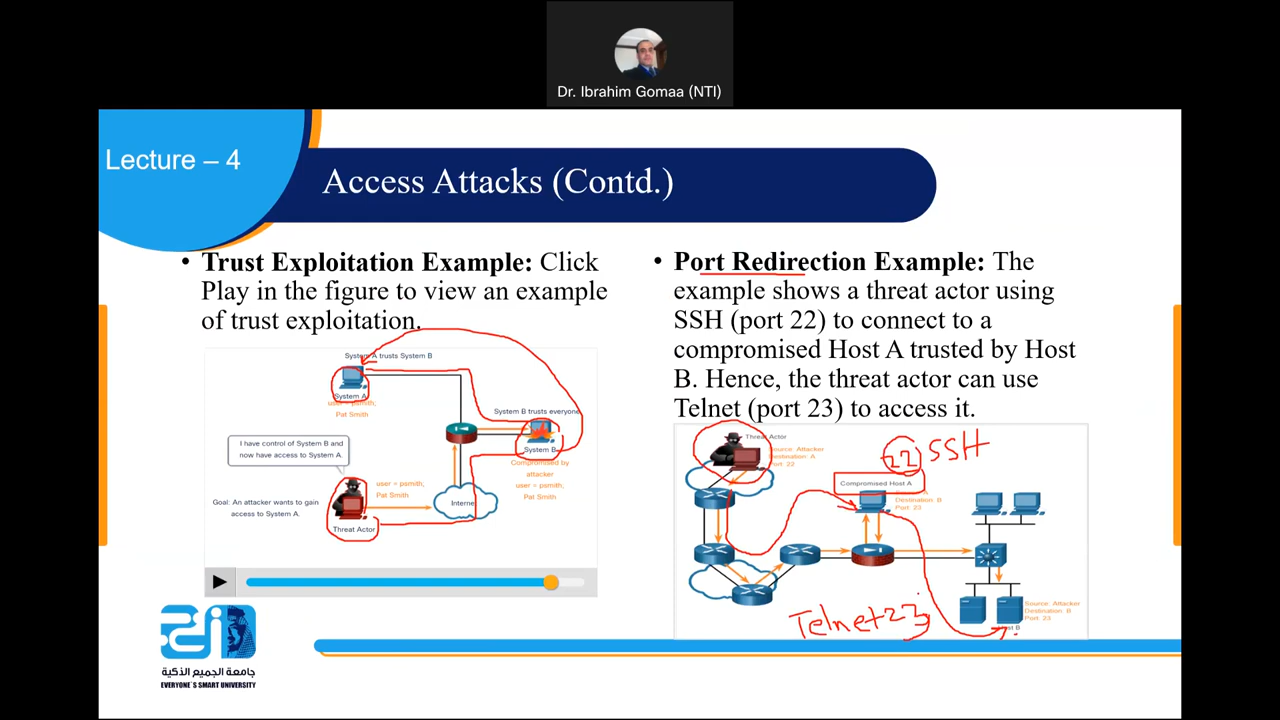 Dr. Ibrahim Gomaa (NTI)
Lecture – 4
Access Attacks (Contd.)
• Trust Exploitation Example: Click
Play in the figure to view an example
of trust exploitation.
System A trusts System B
System A
user = psmith,
Pat Smith
System B trusts everyone
System B
Compromised by
attacker
user = psmith,
Pat Smith
I have control of System B and
now have access to System A.
user = psmith,
Pat Smith
Internet
Goal: An attacker wants to gain
access to System A.
Threat Actor
• Port Redirection Example: The
example shows a threat actor using
SSH (port 22) to connect to a
compromised Host A trusted by Host
B. Hence, the threat actor can use
Telnet (port 23) to access it.
Threat Actor
Source: Attacker
Destination: A
Port: 22
22 SSH
Compromised Host A
Destination: B
Port: 23
Source: Attacker
Destination: B
Port: 23
Host B
Telnet 23
جامعة الجميع الذكية
EVERYONE`S SMART UNIVERSITY